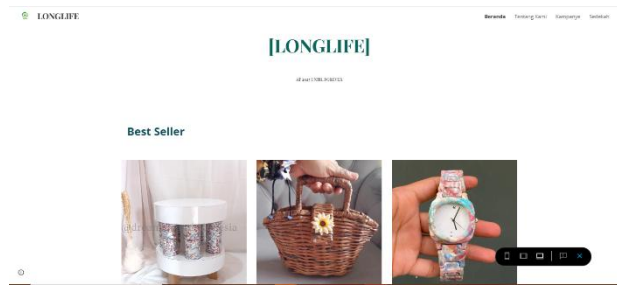 LONGLIFE
Beranda Tentang Kami Kampanye Sedekah
[LONGLIFE]
Best Seller